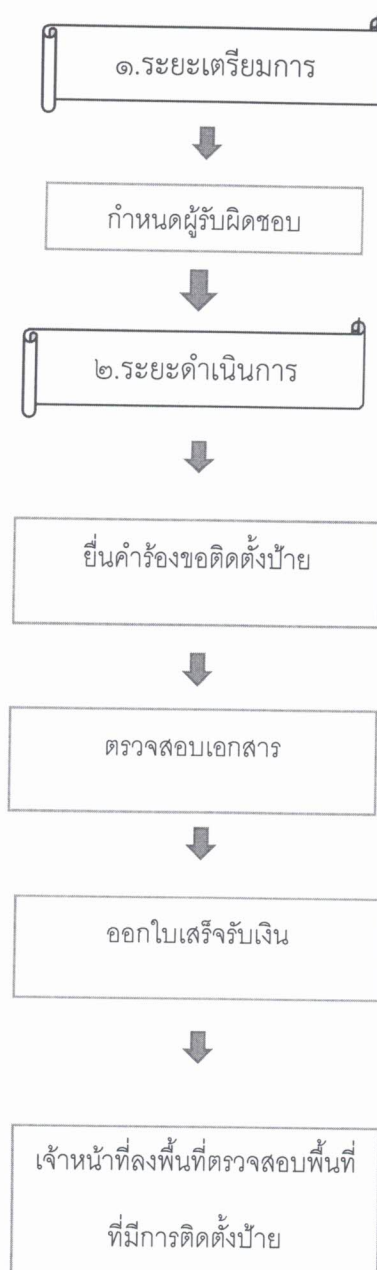 ๑.ระยะเตรียมการ
กำหนดผู้รับผิดชอบ
๒.ระยะดำเนินการ
ยื่นคำร้องขอติดตั้งป้าย
ตรวจสอบเอกสาร
ออกใบเสร็จรับเงิน
เจ้าหน้าที่ลงพื้นที่ตรวจสอบพื้นที่
ที่มีการติดตั้งป้าย